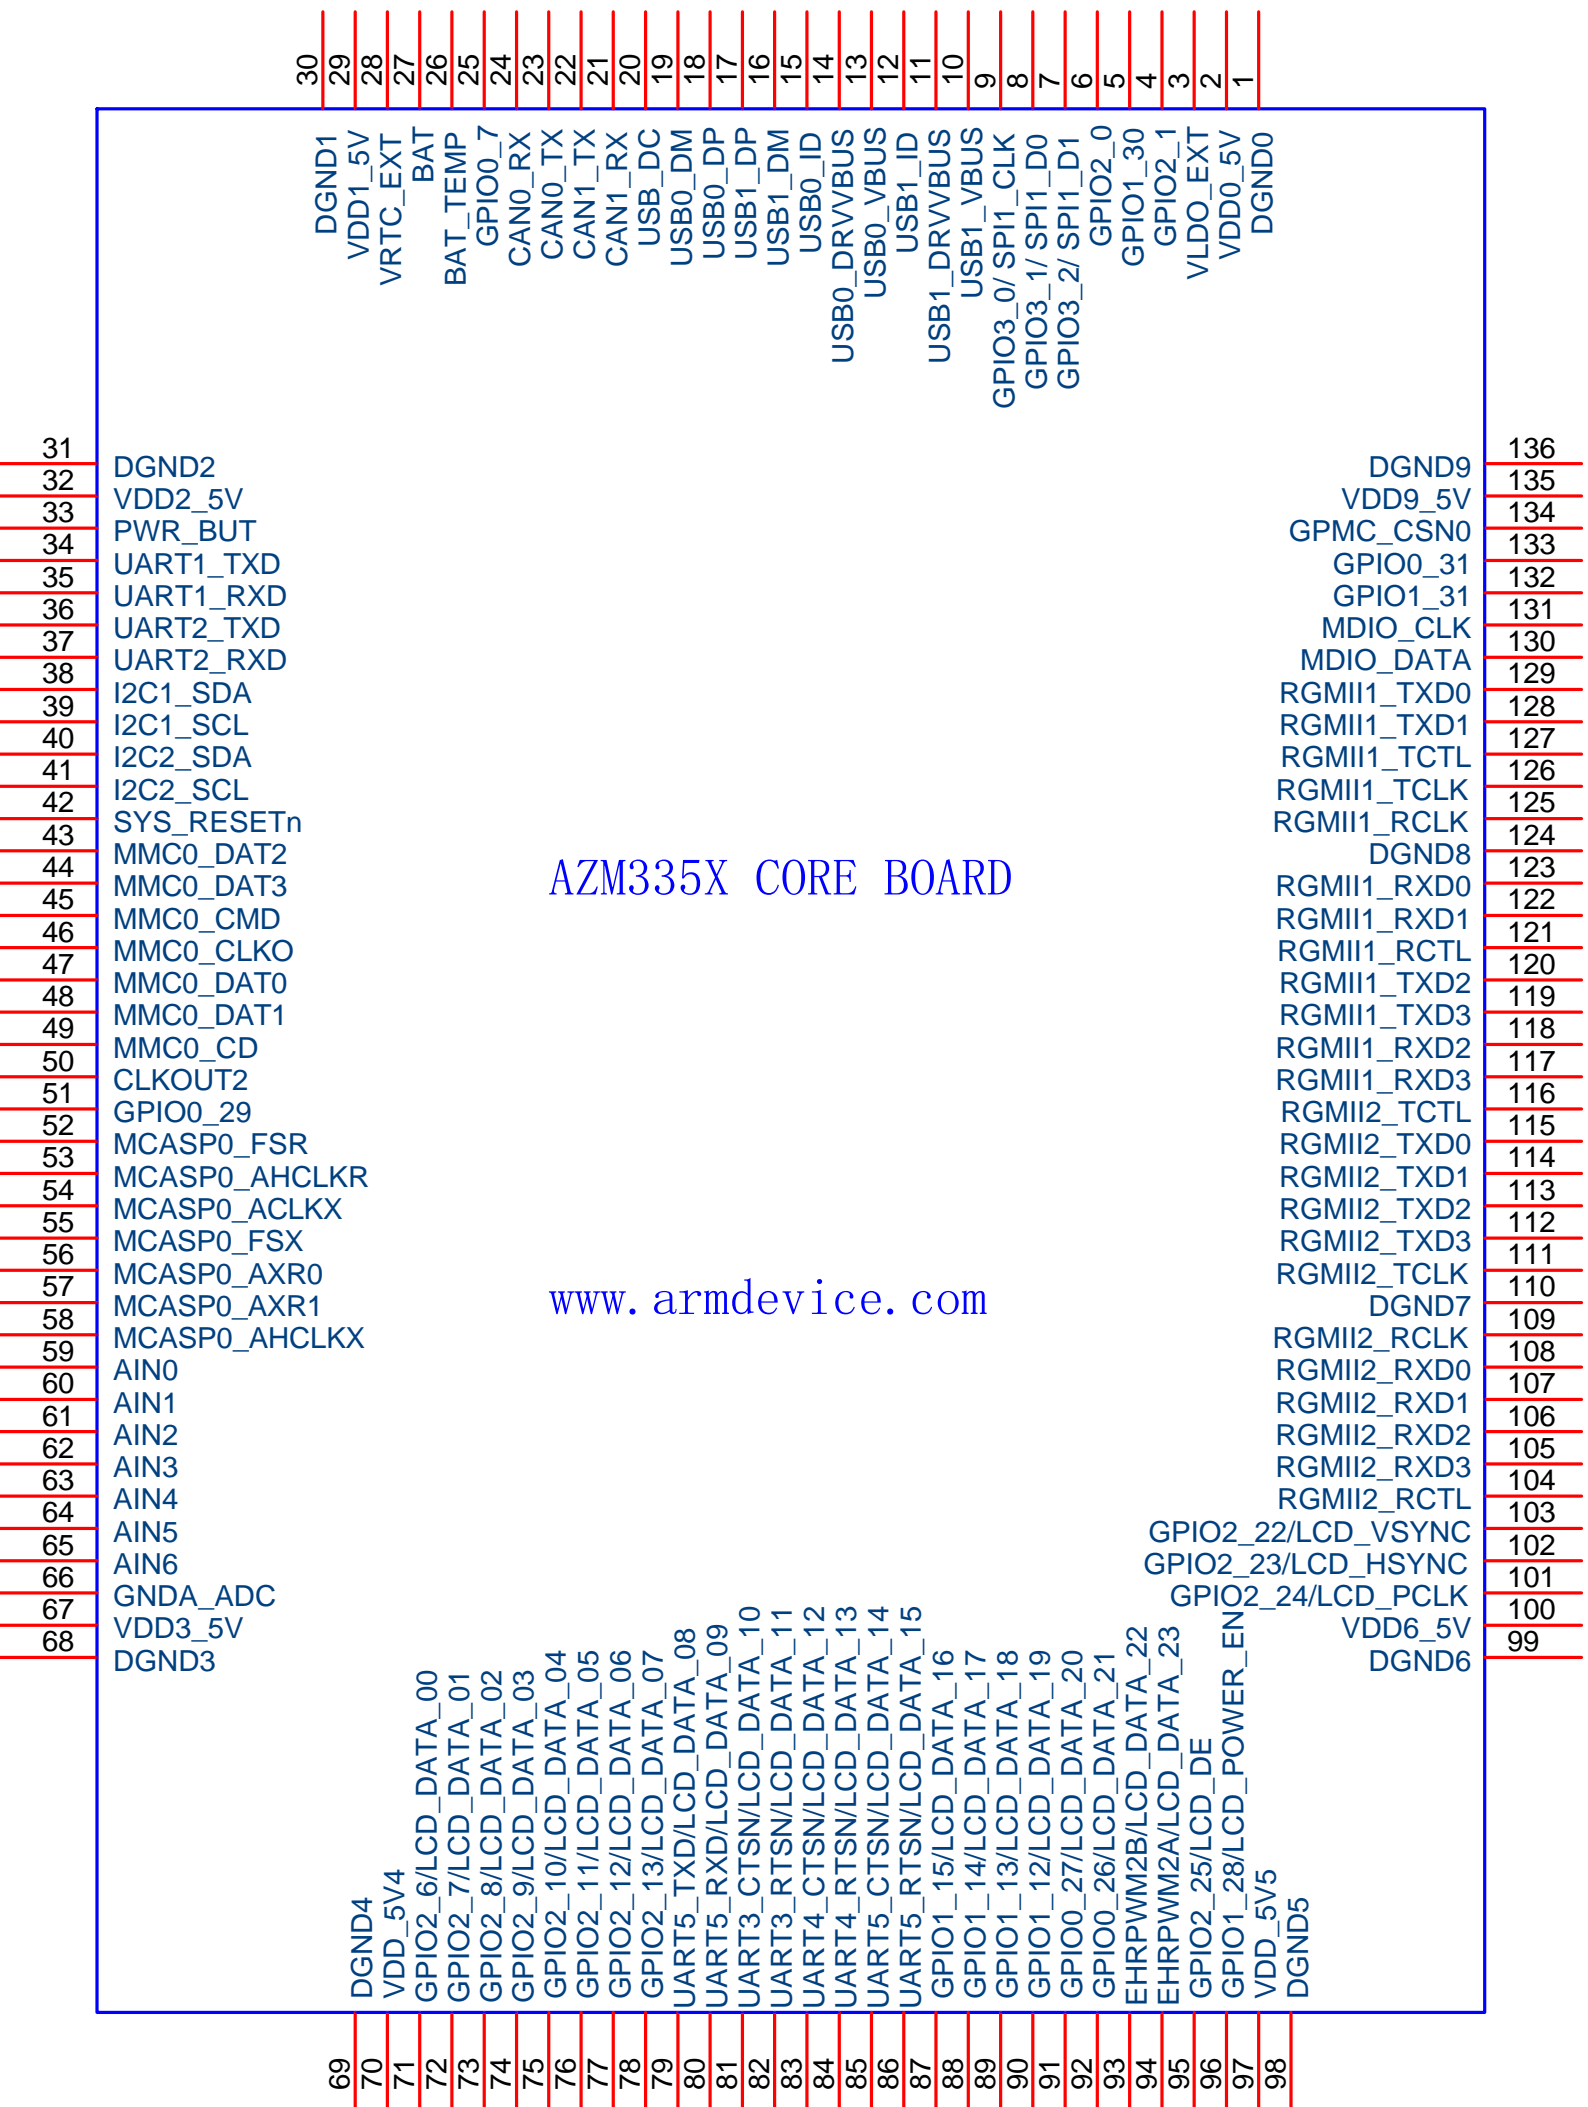 30 29 28 27 26 25 24 23 22 21 20 19 18 17 16 15 14 13 12 11 10 9 8 7 6 5 4 3 2 1
DGND1
VDD1_5V
VRTC_EXT
BAT
BAT_TEMP
GPIO0_7
CAN0_RX
CAN0_TX
CAN1_TX
CAN1_RX
USB_DC
USB0_DM
USB0_DP
USB1_DP
USB1_DM
USB0_ID
USB0_DRVVBUS
USB0_VBUS
USB1_ID
USB1_DRVVBUS
USB1_VBUS
GPIO3_0/ SPI1_CLK
GPIO3_1/ SPI1_D0
GPIO3_2/ SPI1_D1
GPIO2_0
GPIO1_30
GPIO2_1
VLDO_EXT
VDD0_5V
DGND0
31 DGND2
32 VDD2_5V
33 PWR_BUT
34 UART1_TXD
35 UART1_RXD
36 UART2_TXD
37 UART2_RXD
38 I2C1_SDA
39 I2C1_SCL
40 I2C2_SDA
41 I2C2_SCL
42 SYS_RESETn
43 MMC0_DAT2
44 MMC0_DAT3
45 MMC0_CMD
46 MMC0_CLKO
47 MMC0_DAT0
48 MMC0_DAT1
49 MMC0_CD
50 CLKOUT2
51 GPIO0_29
52 MCASP0_FSR
53 MCASP0_AHCLKR
54 MCASP0_ACLKX
55 MCASP0_FSX
56 MCASP0_AXR0
57 MCASP0_AXR1
58 MCASP0_AHCLKX
59 AIN0
60 AIN1
61 AIN2
62 AIN3
63 AIN4
64 AIN5
65 AIN6
66 GNDA_ADC
67 VDD3_5V
68 DGND3
AZM335X CORE BOARD
www.armdevice.com
DGND9 136
VDD9_5V 135
GPMC_CSN0 134
GPIO0_31 133
GPIO1_31 132
MDIO_CLK 131
MDIO_DATA 130
RGMII1_TXD0 129
RGMII1_TXD1 128
RGMII1_TCTL 127
RGMII1_TCLK 126
RGMII1_RCLK 125
DGND8 124
RGMII1_RXD0 123
RGMII1_RXD1 122
RGMII1_RCTL 121
RGMII1_TXD2 120
RGMII1_TXD3 119
RGMII1_RXD2 118
RGMII1_RXD3 117
RGMII2_TCTL 116
RGMII2_TXD0 115
RGMII2_TXD1 114
RGMII2_TXD2 113
RGMII2_TXD3 112
RGMII2_TCLK 111
DGND7 110
RGMII2_RCLK 109
RGMII2_RXD0 108
RGMII2_RXD1 107
RGMII2_RXD2 106
RGMII2_RXD3 105
RGMII2_RCTL 104
GPIO2_22/LCD_VSYNC 103
GPIO2_23/LCD_HSYNC 102
GPIO2_24/LCD_PCLK 101
VDD6_5V 100
DGND6 99
DGND4
VDD_5V4
GPIO2_6/LCD_DATA_00
GPIO2_7/LCD_DATA_01
GPIO2_8/LCD_DATA_02
GPIO2_9/LCD_DATA_03
GPIO2_10/LCD_DATA_04
GPIO2_11/LCD_DATA_05
GPIO2_12/LCD_DATA_06
GPIO2_13/LCD_DATA_07
UART5_TXD/LCD_DATA_08
UART5_RXD/LCD_DATA_09
UART3_CTSN/LCD_DATA_10
UART3_RTSN/LCD_DATA_11
UART4_CTSN/LCD_DATA_12
UART4_RTSN/LCD_DATA_13
UART5_CTSN/LCD_DATA_14
UART5_RTSN/LCD_DATA_15
GPIO1_15/LCD_DATA_16
GPIO1_14/LCD_DATA_17
GPIO1_13/LCD_DATA_18
GPIO1_12/LCD_DATA_19
GPIO0_27/LCD_DATA_20
GPIO0_26/LCD_DATA_21
EHRPWM2B/LCD_DATA_22
EHRPWM2A/LCD_DATA_23
GPIO2_25/LCD_DE
GPIO1_28/LCD_POWER_EN
VDD_5V5
DGND5
69 70 71 72 73 74 75 76 77 78 79 80 81 82 83 84 85 86 87 88 89 90 91 92 93 94 95 96 97 98